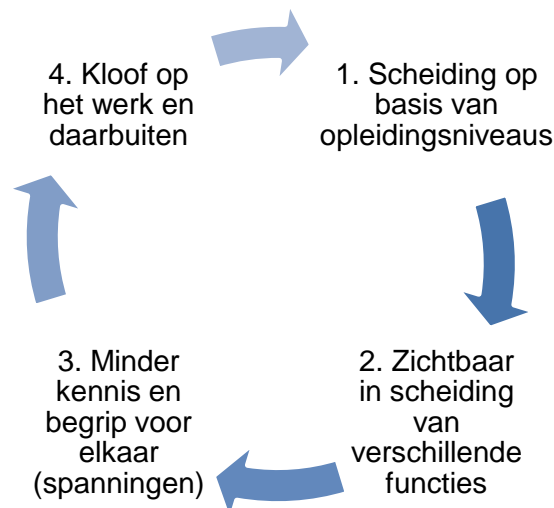 1. Scheiding op
basis van
opleidingsniveaus
2. Zichtbaar
in scheiding
van
verschillende
functies
3. Minder
kennis en
begrip voor
elkaar
(spanningen)
4. Kloof op
het werk en
daarbuiten